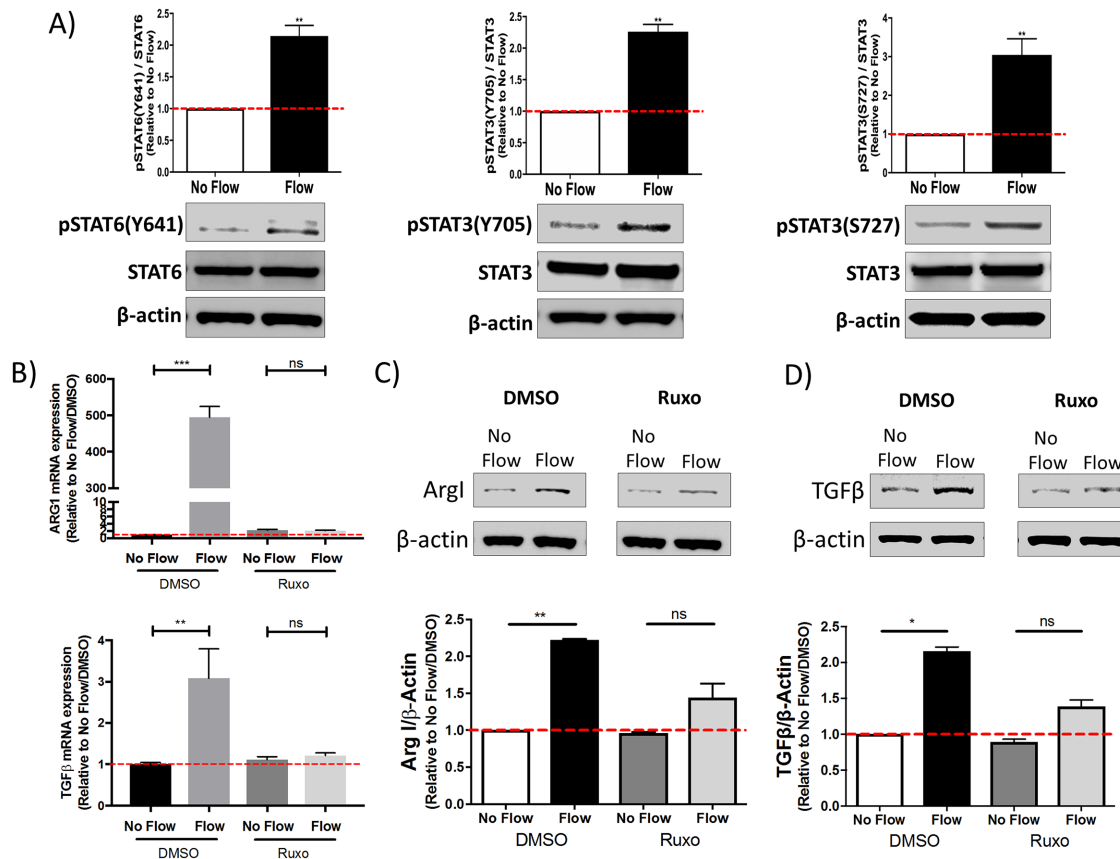 A)
pSTAT6(Y641) / STAT6
(Relative to No Flow)
2.5
2.0
1.5
1.0
0.5
0.0
**
No Flow
Flow
pSTAT3(Y705) / STAT3
(Relative to No Flow)
2.5
2.0
1.5
1.0
0.5
0.0
**
No Flow
Flow
pSTAT3(S727) / STAT3
(Relative to No Flow)
4
3
2
1
0
**
No Flow
Flow
pSTAT6(Y641)
STAT6
β-actin
pSTAT3(Y705)
STAT3
β-actin
pSTAT3(S727)
STAT3
β-actin
B)
ARG1 mRNA expression
(Relative to No Flow/DMSO)
600
500
400
300
10
8
6
4
2
0
***
ns
No Flow
Flow
No Flow
Flow
DMSO
Ruxo
TGFβ mRNA expression
(Relative to No Flow/DMSO)
4
3
2
1
0
**
ns
No Flow
Flow
No Flow
Flow
DMSO
Ruxo
C)
DMSO
Ruxo
No
Flow
Flow
No
Flow
Flow
ArgI
β-actin
Arg I/β-Actin
(Relative to No Flow/DMSO)
2.5
2.0
1.5
1.0
0.5
0.0
**
ns
No Flow
Flow
No Flow
Flow
DMSO
Ruxo
D)
DMSO
Ruxo
No
Flow
Flow
No
Flow
Flow
TGFβ
β-actin
TGFβ/β-Actin
(Relative to No Flow/DMSO)
2.5
2.0
1.5
1.0
0.5
0.0
*
ns
No Flow
Flow
No Flow
Flow
DMSO
Ruxo